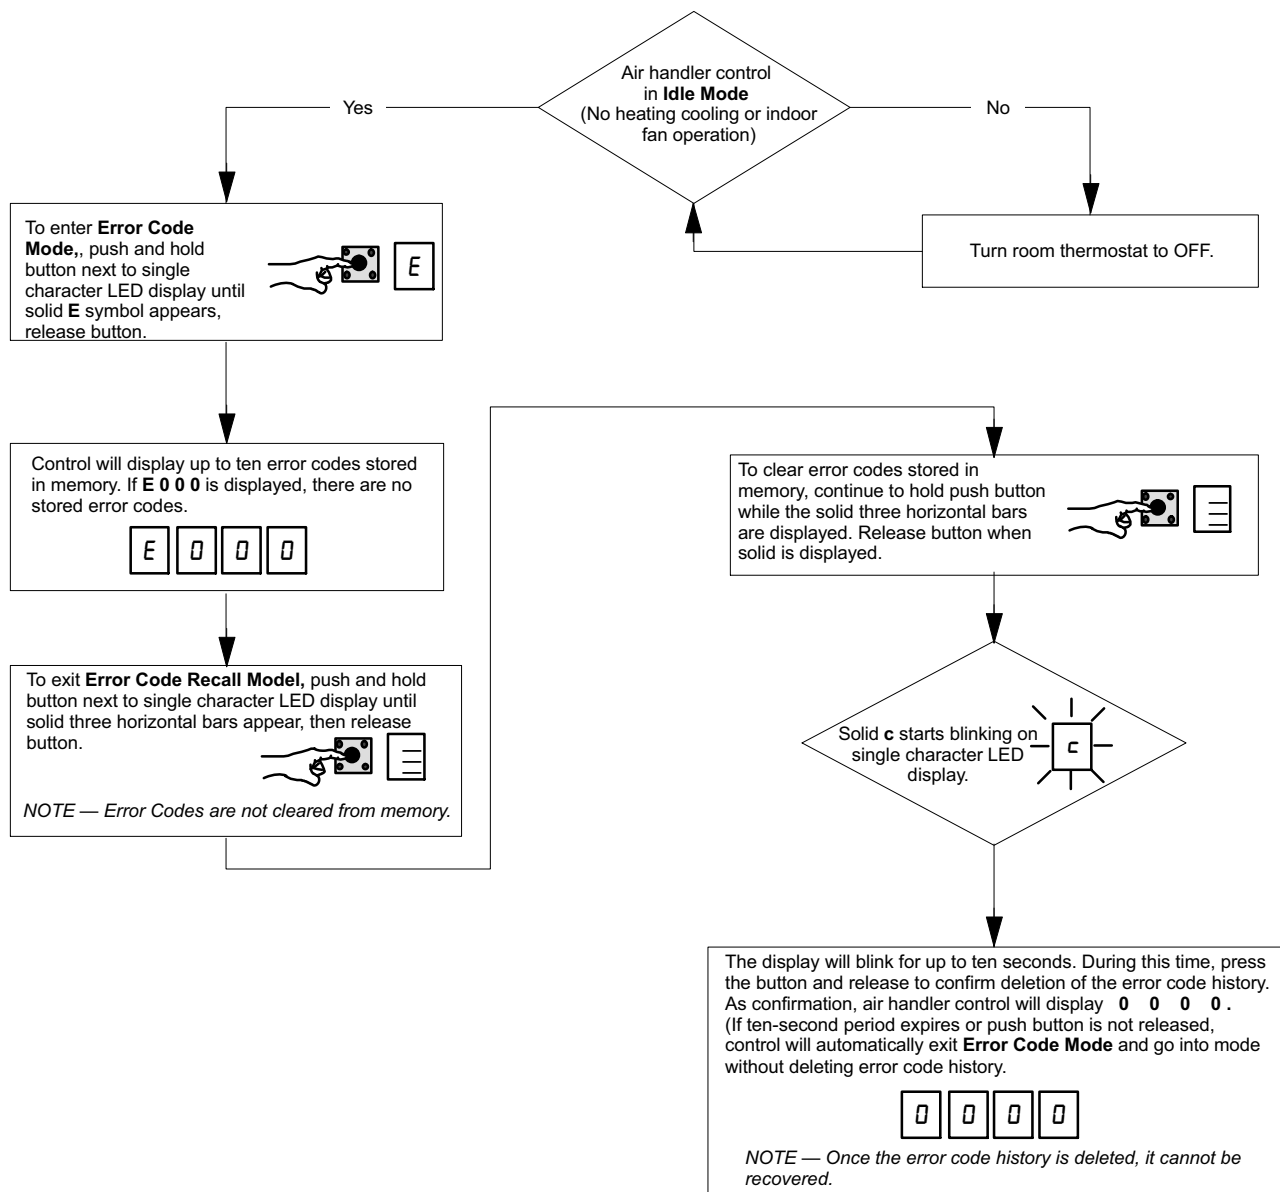 Air handler control
in Idle Mode
(No heating cooling or indoor
fan operation)
Yes
No
To enter Error Code
Mode,, push and hold
button next to single
character LED display until
solid E symbol appears,
release button.
E
Turn room thermostat to OFF.
Control will display up to ten error codes stored
in memory. If E 0 0 0 is displayed, there are no
stored error codes.
E 0 0 0
To exit Error Code Recall Model, push and hold
button next to single character LED display until
solid three horizontal bars appear, then release
button.
NOTE — Error Codes are not cleared from memory.
To clear error codes stored in
memory, continue to hold push button
while the solid three horizontal bars
are displayed. Release button when
solid is displayed.
Solid c starts blinking on
single character LED
display.
c
The display will blink for up to ten seconds. During this time, press
the button and release to confirm deletion of the error code history.
As confirmation, air handler control will display 0 0 0 0 .
(If ten-second period expires or push button is not released,
control will automatically exit Error Code Mode and go into mode
without deleting error code history.
0 0 0 0
NOTE — Once the error code history is deleted, it cannot be
recovered.